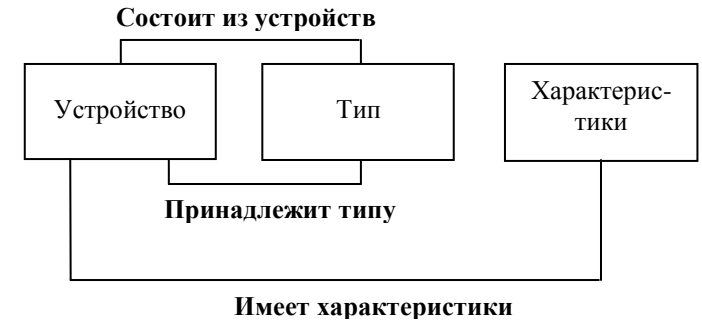 Состоит из устройств
Устройство
Тип
Характерис-
тики
Принадлежит типу
Имеет характеристики